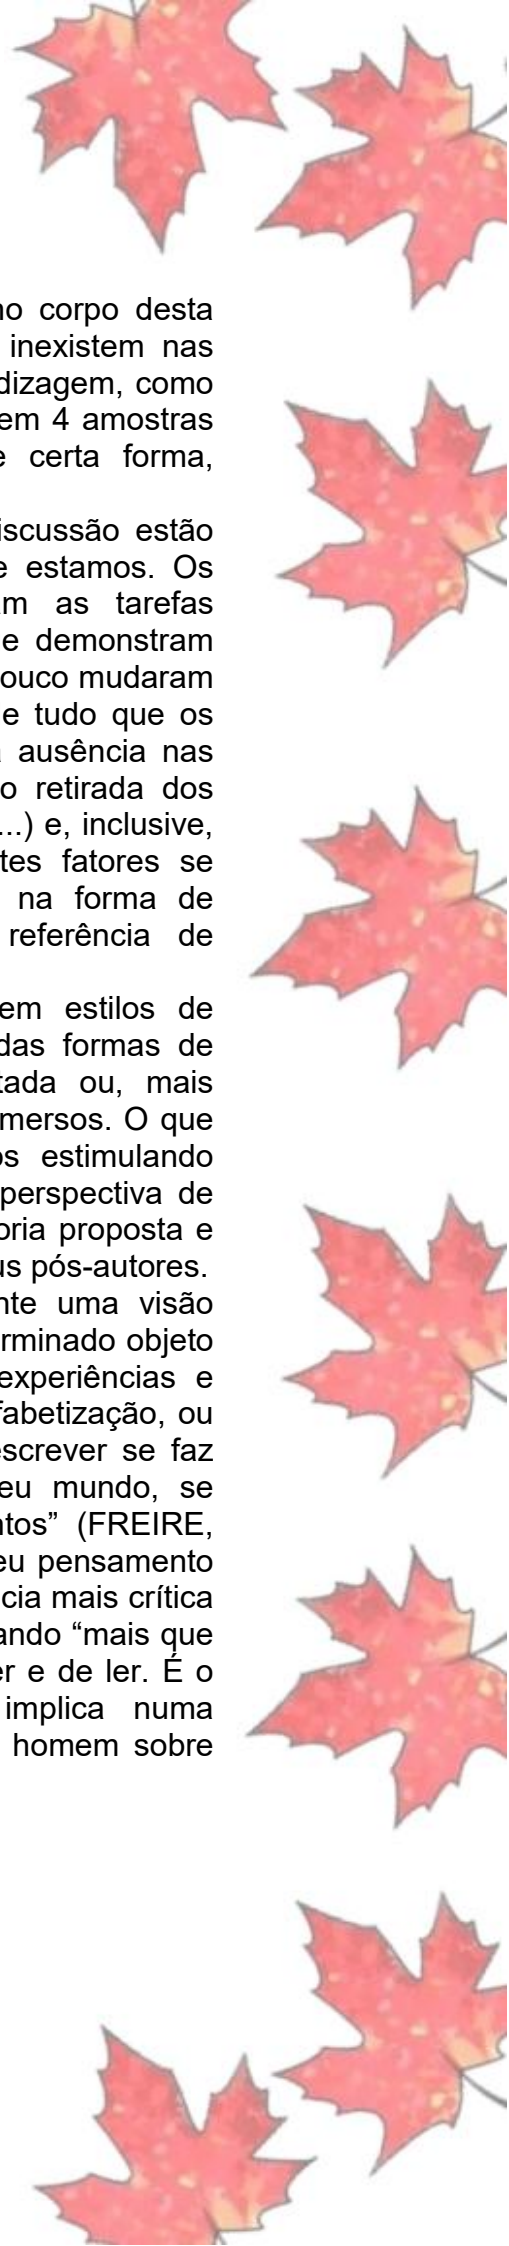 no corpo desta
inexistem nas
dizagem, como
em 4 amostras
e certa forma,
iscussão estão
e estamos. Os
m as tarefas
e demonstram
ouco mudaram
e tudo que os
a ausência nas
o retirada dos
...) e, inclusive,
tes fatores se
na forma de
referência de
em estilos de
das formas de
tada ou, mais
mersos. O que
os estimulando
perspectiva de
oria proposta e
us pós-autores.
nte uma visão
erminado objeto
experiências e
fabetização, ou
escrever se faz
eu mundo, se
ntos” (FREIRE,
eu pensamento
cia mais crítica
ando “mais que
er e de ler. É o
implica numa
homem sobre